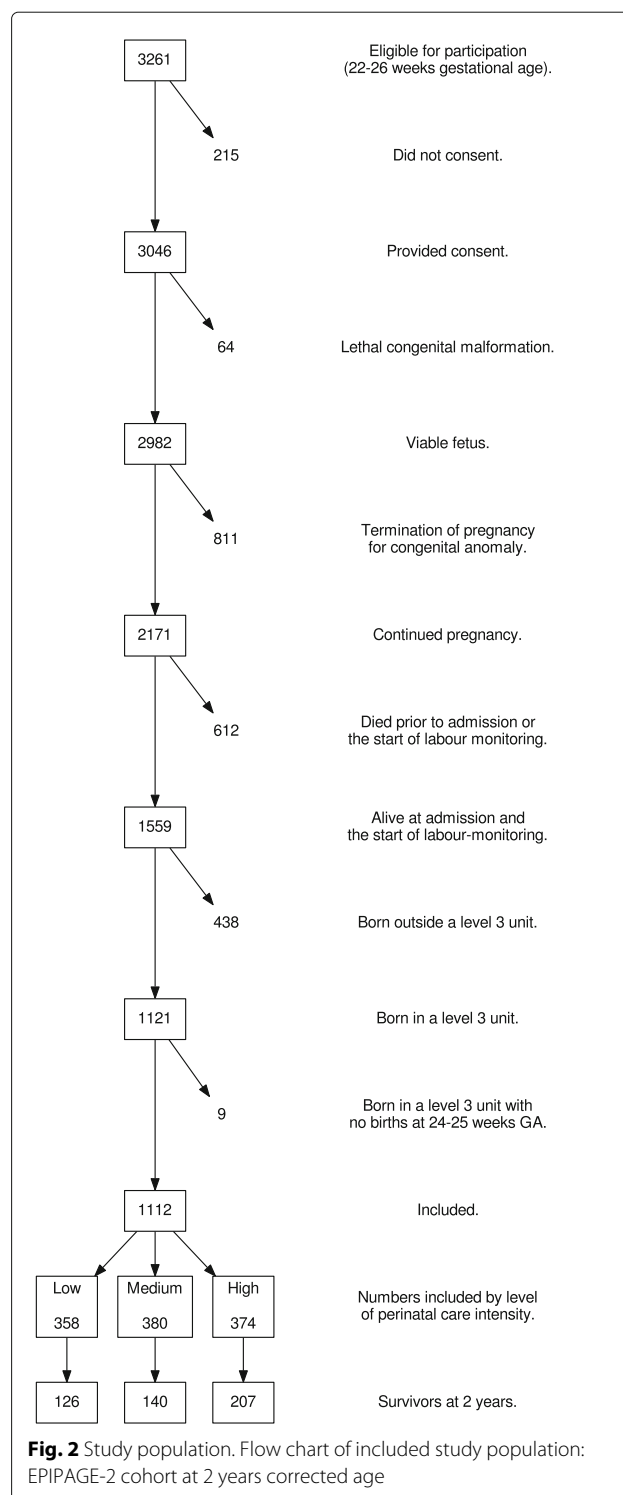 3261
Eligible for participation
(22-26 weeks gestational age).
215
Did not consent.
3046
Provided consent.
64
Lethal congenital malformation.
2982
Viable fetus.
811
Termination of pregnancy
for congenital anomaly.
2171
Continued pregnancy.
612
Died prior to admission or
the start of labour monitoring.
1559
Alive at admission and
the start of labour-monitoring.
438
Born outside a level 3 unit.
1121
Born in a level 3 unit.
9
Born in a level 3 unit with
no births at 24-25 weeks GA.
1112
Included.
Low
358
Medium
380
High
374
Numbers included by level
of perinatal care intensity.
126
140
207
Survivors at 2 years.
Fig. 2 Study population. Flow chart of included study population:
EPIPAGE-2 cohort at 2 years corrected age